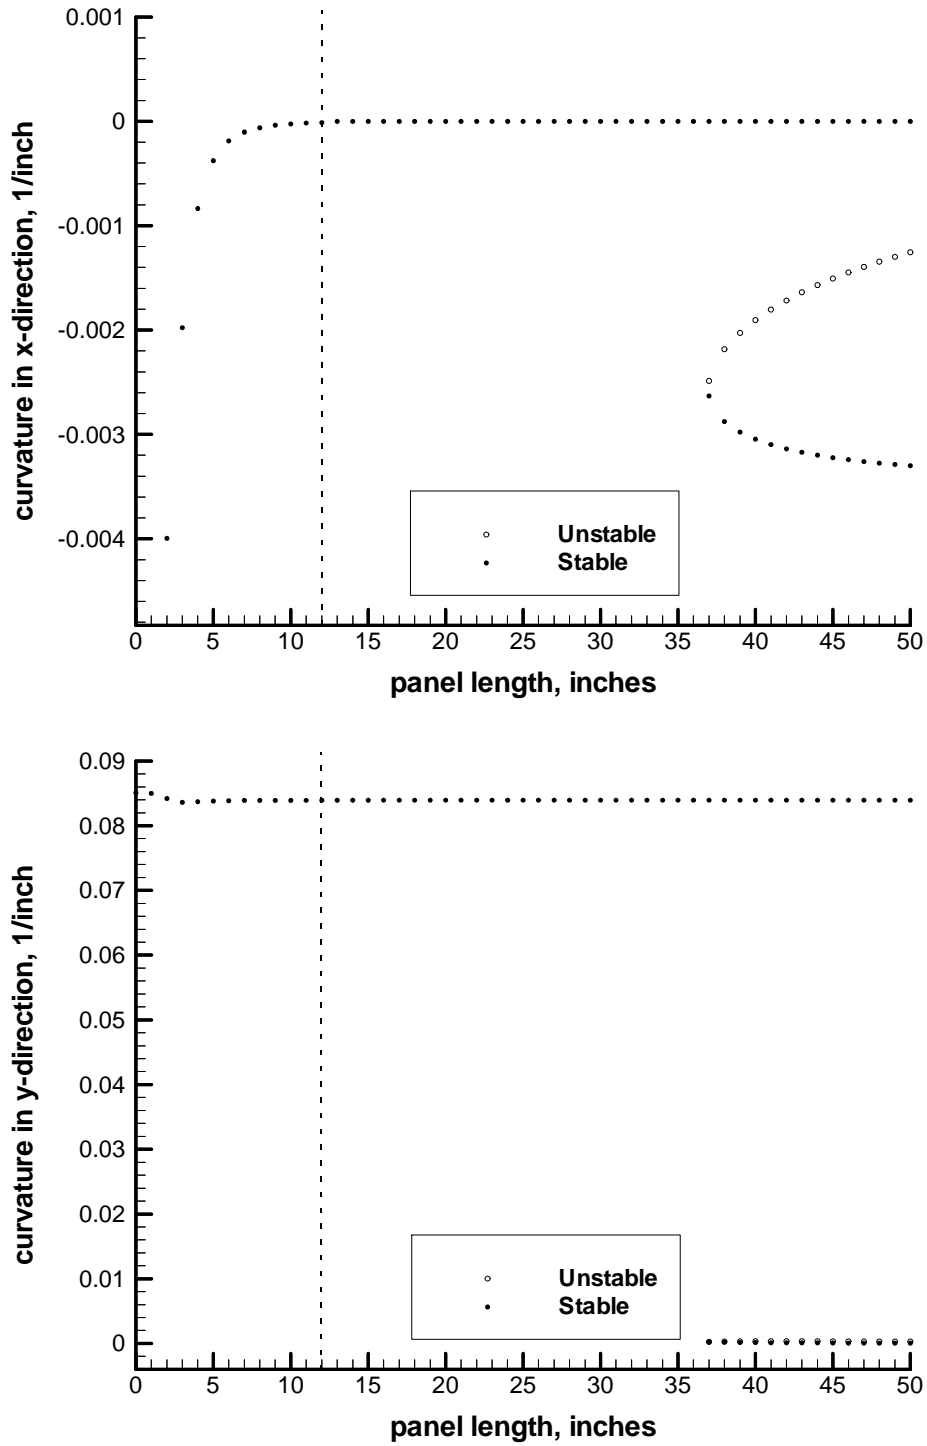 0.001
0
-0.001
-0.002
-0.003
-0.004
curvature in x-direction, 1/inch
Unstable
Stable
0 5 10 15 20 25 30 35 40 45 50
panel length, inches
0.09
0.08
0.07
0.06
0.05
0.04
0.03
0.02
0.01
0
curvature in y-direction, 1/inch
Unstable
Stable
0 5 10 15 20 25 30 35 40 45 50
panel length, inches